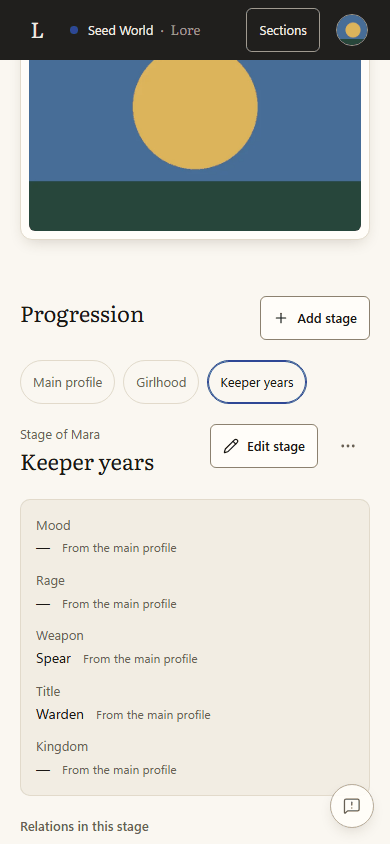 L Seed World · Lore Sections
Progression
+ Add stage
Main profile Girlhood Keeper years
Stage of Mara
Keeper years
Edit stage ...
Mood
— From the main profile
Rage
— From the main profile
Weapon
Spear From the main profile
Title
Warden From the main profile
Kingdom
— From the main profile
Relations in this stage